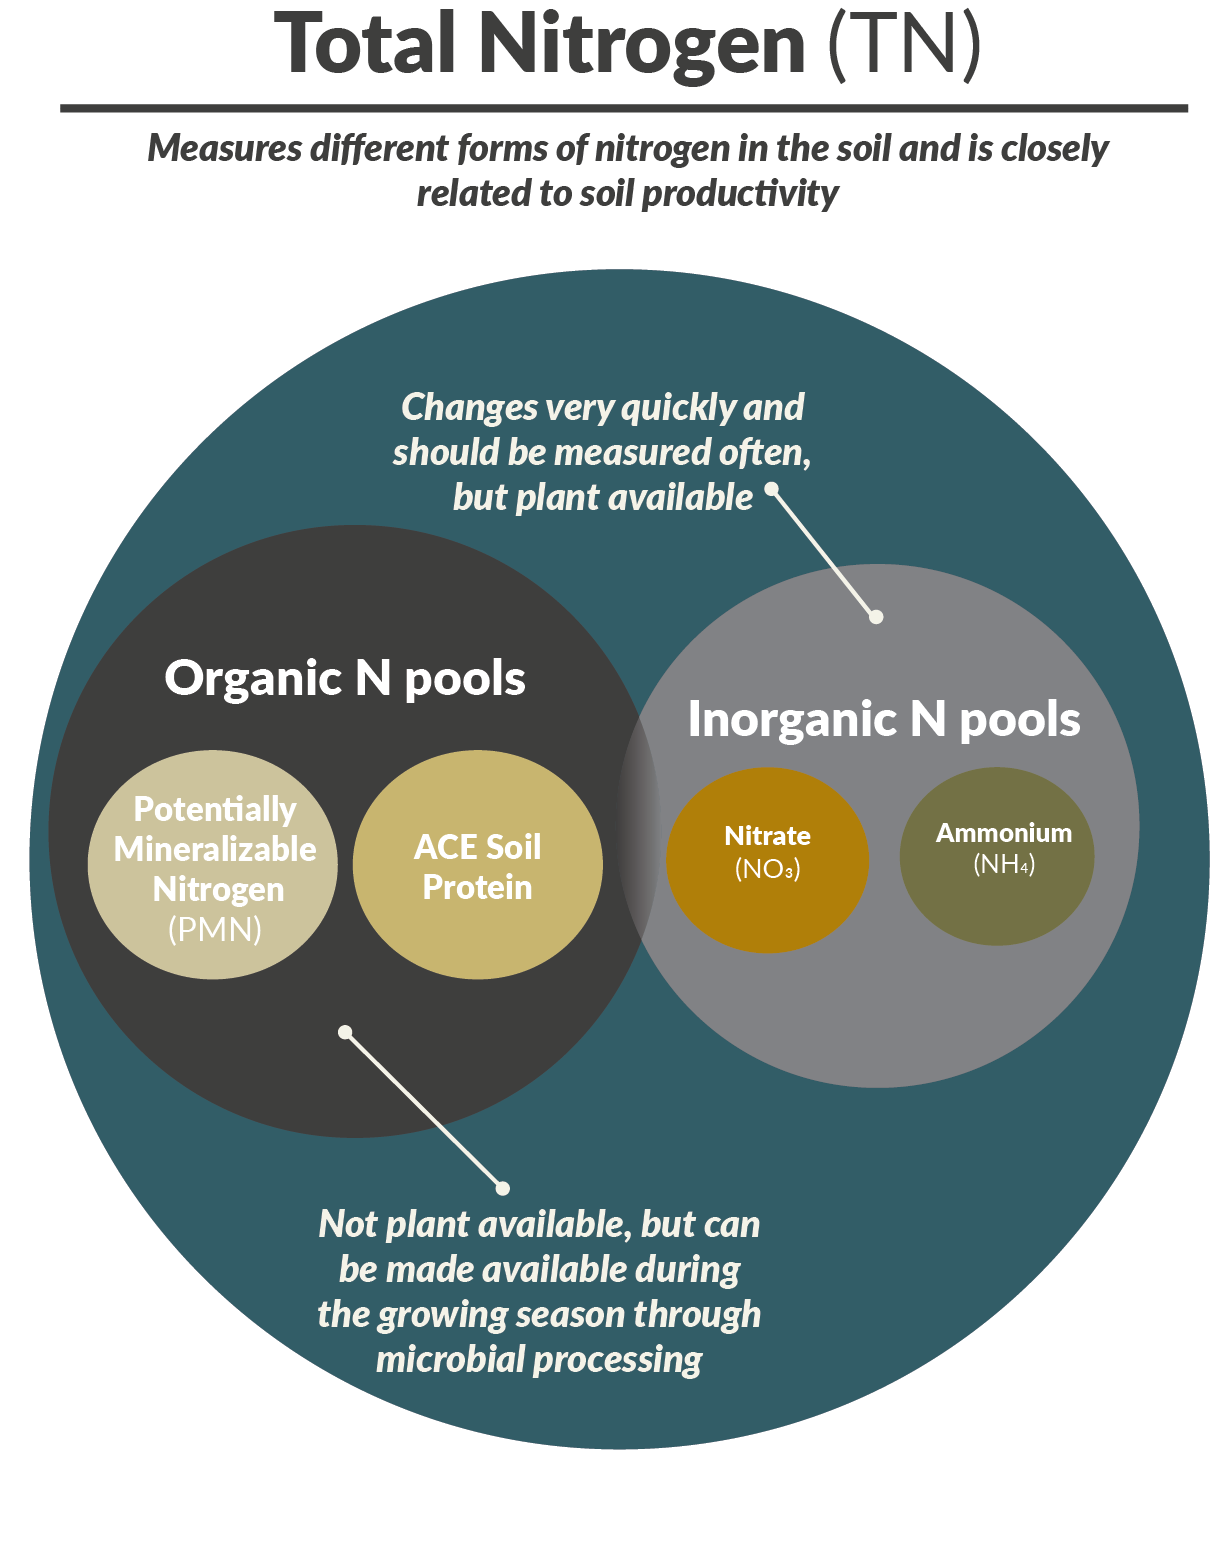 Total Nitrogen (TN)
Measures different forms of nitrogen in the soil and is closely
related to soil productivity
Changes very quickly and
should be measured often,
but plant available
Organic N pools
Potentially
Mineralizable
Nitrogen
(PMN)
ACE Soil
Protein
Inorganic N pools
Nitrate
(NO₃)
Ammonium
(NH₄)
Not plant available, but can
be made available during
the growing season through
microbial processing